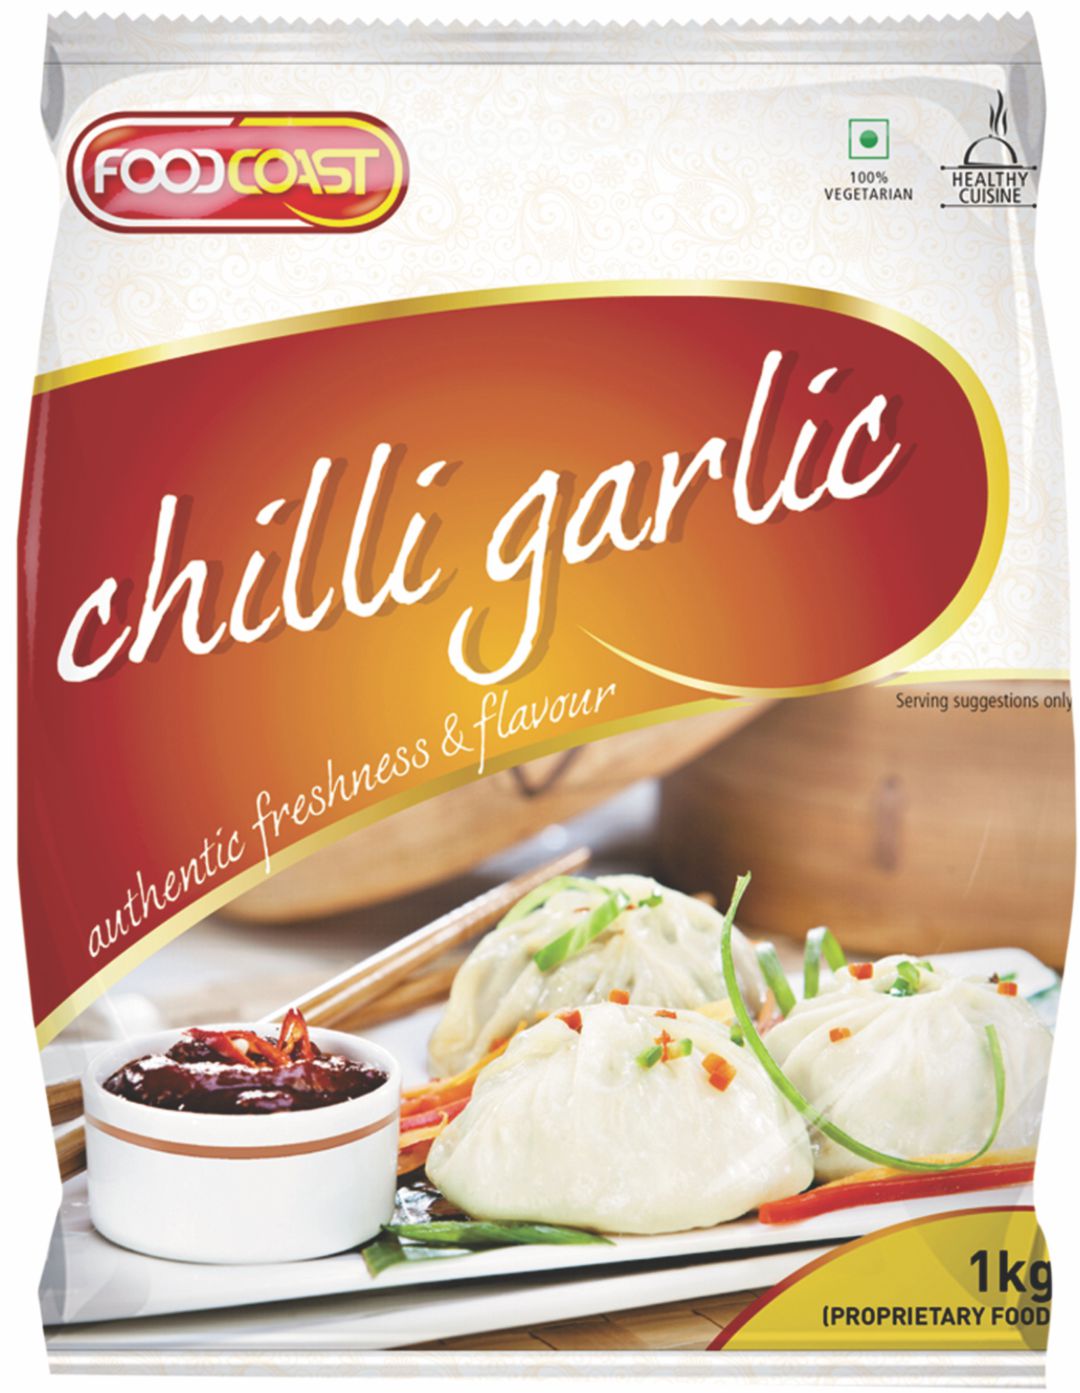 FOODCOAST
100%
VEGETARIAN
HEALTHY
CUISINE
chilli garlic
authentic freshness & flavour
Serving suggestions only
1kg
(PROPRIETARY FOOD